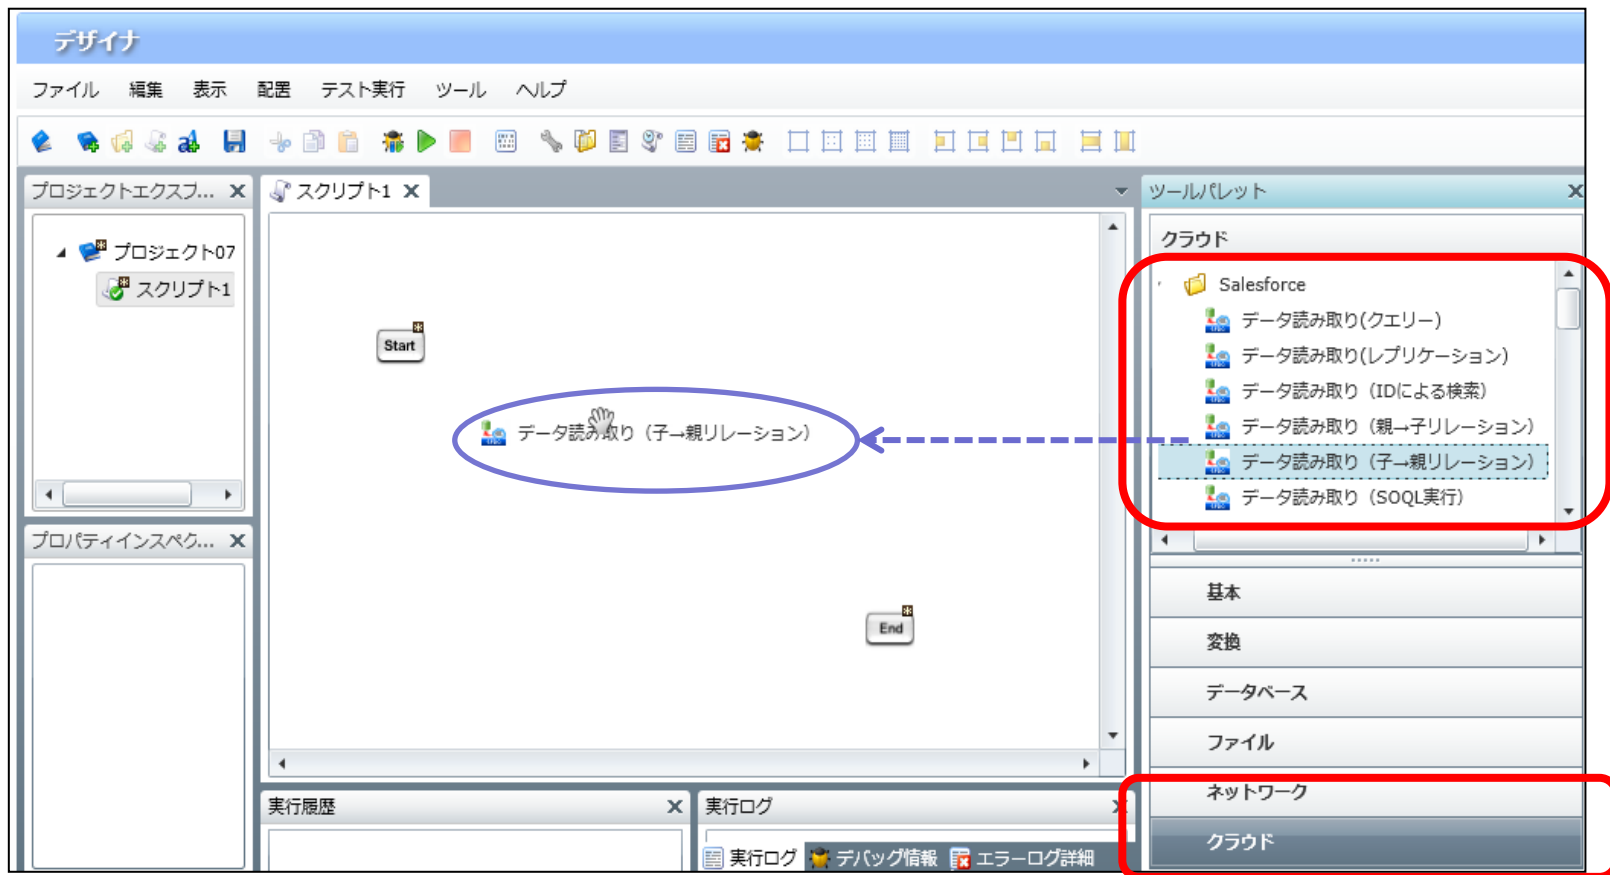 デザイナ
ファイル 編集 表示 配置 テスト実行 ツール ヘルプ
プロジェクトエクスプ...
プロジェクト07
スクリプト1
プロパティインスペク...
スクリプト1
Start
データ読み取り（子→親リレーション）
End
実行履歴
実行ログ
実行ログ デバッグ情報 エラーログ詳細
ツールパレット
クラウド
Salesforce
データ読み取り(クエリー)
データ読み取り(レプリケーション)
データ読み取り（IDによる検索）
データ読み取り（親→子リレーション）
データ読み取り（子→親リレーション）
データ読み取り（SOQL実行）
基本
変換
データベース
ファイル
ネットワーク
クラウド